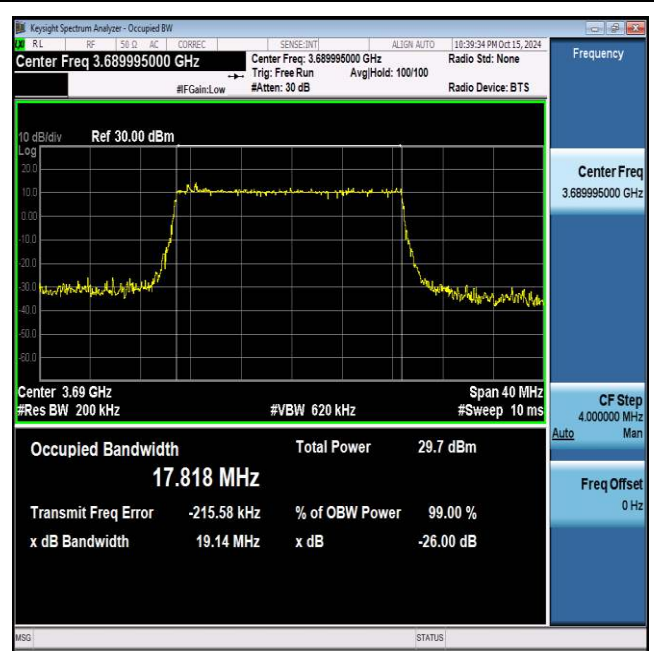 Keysight Spectrum Analyzer - Occupied BW
RL RF 50 Ω AC CORREC SENSE:INT ALIGN AUTO 10:39:34 PM Oct 15, 2024
Center Freq 3.689995000 GHz
Center Freq: 3.689995000 GHz Radio Std: None
Trig: Free Run Avg|Hold: 100/100
#IFGain:Low #Atten: 30 dB Radio Device: BTS
Frequency
10 dB/div Ref 30.00 dBm
Log
20.0
10.0
0.00
-10.0
-20.0
-30.0
-40.0
-50.0
-60.0
Center 3.69 GHz Span 40 MHz
#Res BW 200 kHz #VBW 620 kHz #Sweep 10 ms
Center Freq
3.689995000 GHz
CF Step
4.000000 MHz
Auto Man
Freq Offset
0 Hz
Occupied Bandwidth Total Power 29.7 dBm
17.818 MHz
Transmit Freq Error -215.58 kHz % of OBW Power 99.00 %
x dB Bandwidth 19.14 MHz x dB -26.00 dB
MSG STATUS